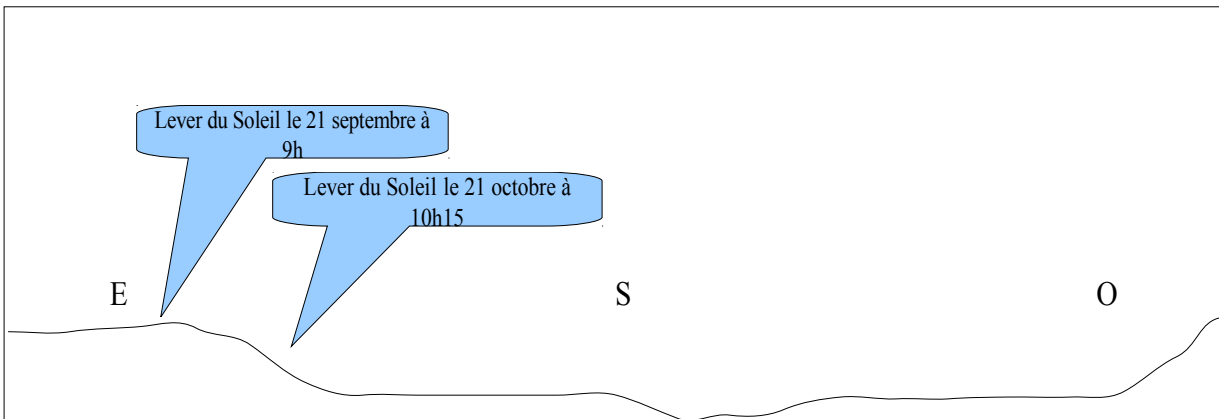 Lever du Soleil le 21 septembre à
9h
Lever du Soleil le 21 octobre à
10h15
E
S
O